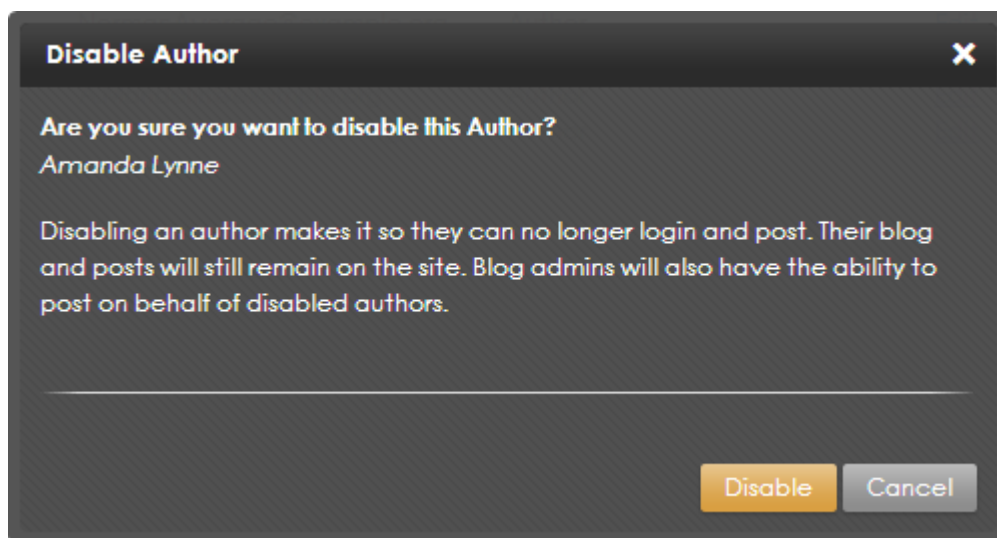 Disable Author
Are you sure you want to disable this Author?
Amanda Lynne
Disabling an author makes it so they can no longer login and post. Their blog
and posts will still remain on the site. Blog admins will also have the ability to
post on behalf of disabled authors.
Disable Cancel